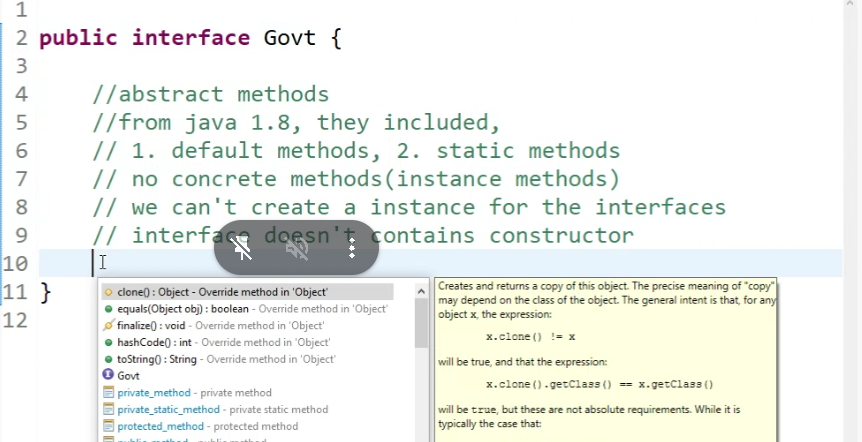 1
2 public interface Govt {
3
4 //abstract methods
5 //from java 1.8, they included,
6 // 1. default methods, 2. static methods
7 // no concrete methods(instance methods)
8 // we can't create a instance for the interfaces
9 // interface doesn't contains constructor
10
11 }
12
clone() : Object - Override method in 'Object'
equals(Object obj) : boolean - Override method in 'Object'
finalize() : void - Override method in 'Object'
hashCode() : int - Override method in 'Object'
toString() : String - Override method in 'Object'
Govt
private_method - private method
private_static_method - private static method
protected_method - protected method
Creates and returns a copy of this object. The precise meaning of "copy"
may depend on the class of the object. The general intent is that, for any
object x, the expression:
x.clone() != x
will be true, and that the expression:
x.clone().getClass() == x.getClass()
will be true, but these are not absolute requirements. While it is
typically the case that: